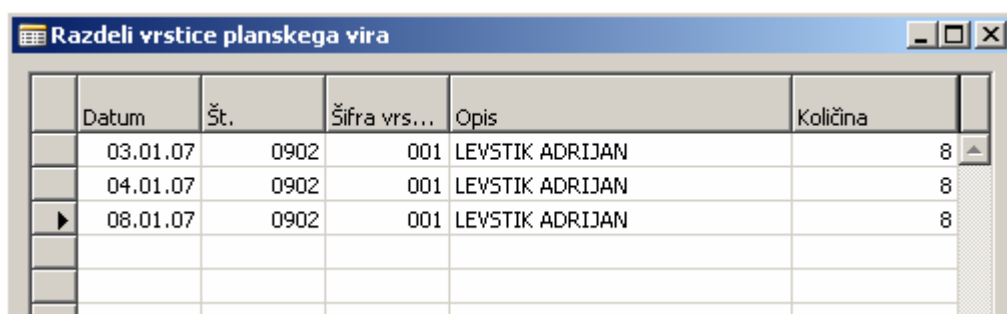 Razdeli vrstice planskega vira
Datum Št. Šifra vrs... Opis Količina
03.01.07 0902 001 LEVSTIK ADRIJAN 8
04.01.07 0902 001 LEVSTIK ADRIJAN 8
08.01.07 0902 001 LEVSTIK ADRIJAN 8